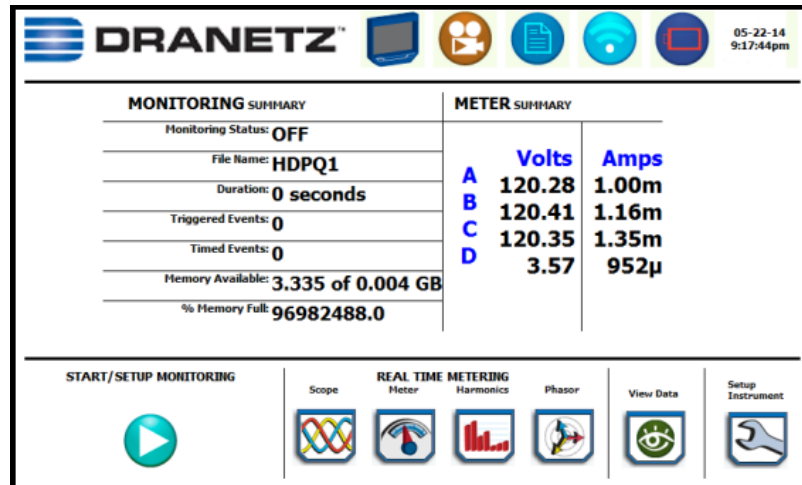 DRANETZ™
05-22-14
9:17:44pm
MONITORING SUMMARY
Monitoring Status: OFF
File Name: HDPQ1
Duration: 0 seconds
Triggered Events: 0
Timed Events: 0
Memory Available: 3.335 of 0.004 GB
% Memory Full: 96982488.0
METER SUMMARY
Volts Amps
A 120.28 1.00m
B 120.41 1.16m
C 120.35 1.35m
D 3.57 952µ
START/SETUP MONITORING
REAL TIME METERING
Scope Meter Harmonics Phasor
View Data
Setup
Instrument